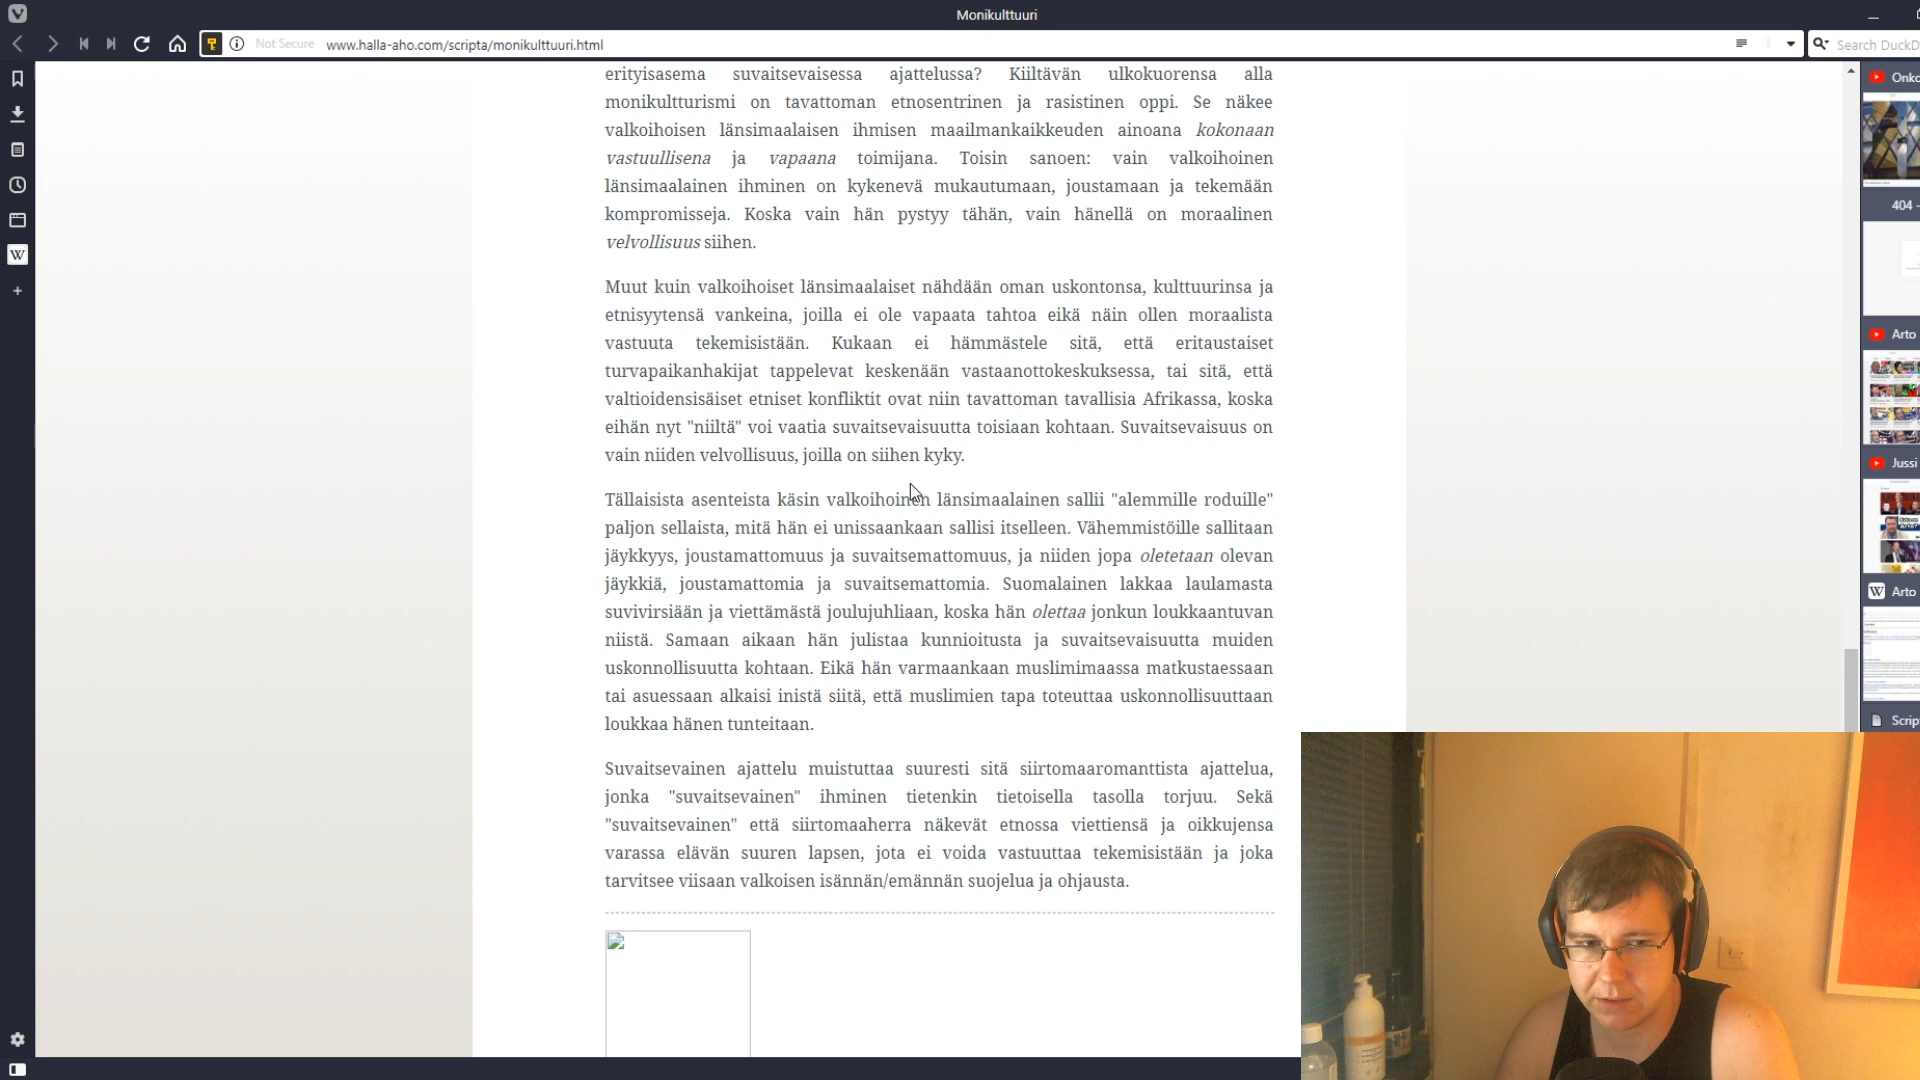 Monikulttuuri
Not Secure www.halla-aho.com/scripta/monikulttuuri.html
Search DuckD
erityisasema suvaitsevaisessa ajattelussa? Kiiltävän ulkokuorensa alla
monikultturismi on tavattoman etnosentrinen ja rasistinen oppi. Se näkee
valkoihoisen länsimaalaisen ihmisen maailmankaikkeuden ainoana kokonaan
vastuullisena ja vapaana toimijana. Toisin sanoen: vain valkoihoinen
länsimaalainen ihminen on kykenevä mukautumaan, joustamaan ja tekemään
kompromisseja. Koska vain hän pystyy tähän, vain hänellä on moraalinen
velvollisuus siihen.
Muut kuin valkoihoiset länsimaalaiset nähdään oman uskontonsa, kulttuurinsa ja
etnisyytensä vankeina, joilla ei ole vapaata tahtoa eikä näin ollen moraalista
vastuuta tekemisistään. Kukaan ei hämmästele sitä, että eritaustaiset
turvapaikanhakijat tappelevat keskenään vastaanottokeskuksessa, tai sitä, että
valtioidensisäiset etniset konfliktit ovat niin tavattoman tavallisia Afrikassa, koska
eihän nyt "niiltä" voi vaatia suvaitsevaisuutta toisiaan kohtaan. Suvaitsevaisuus on
vain niiden velvollisuus, joilla on siihen kyky.
Tällaisista asenteista käsin valkoihoinen länsimaalainen sallii "alemmille roduille"
paljon sellaista, mitä hän ei unissaankaan sallisi itselleen. Vähemmistöille sallitaan
jäykkyys, joustamattomuus ja suvaitsemattomuus, ja niiden jopa oletetaan olevan
jäykkiä, joustamattomia ja suvaitsemattomia. Suomalainen lakkaa laulamasta
suvivirsiään ja viettämästä joulujuhliaan, koska hän olettaa jonkun loukkaantuvan
niistä. Samaan aikaan hän julistaa kunnioitusta ja suvaitsevaisuutta muiden
uskonnollisuutta kohtaan. Eikä hän varmaankaan muslimimaassa matkustaessaan
tai asuessaan alkaisi inistä siitä, että muslimien tapa toteuttaa uskonnollisuuttaan
loukkaa hänen tunteitaan.
Suvaitsevainen ajattelu muistuttaa suuresti sitä siirtomaaromanttista ajattelua,
jonka "suvaitsevainen" ihminen tietenkin tietoisella tasolla torjuu. Sekä
"suvaitsevainen" että siirtomaaherra näkevät etnossa viettiensä ja oikkujensa
varassa elävän suuren lapsen, jota ei voida vastuuttaa tekemisistään ja joka
tarvitsee viisaan valkoisen isännän/emännän suojelua ja ohjausta.
W
Onko
404 -
Arto
Jussi
W Arto
Scrip